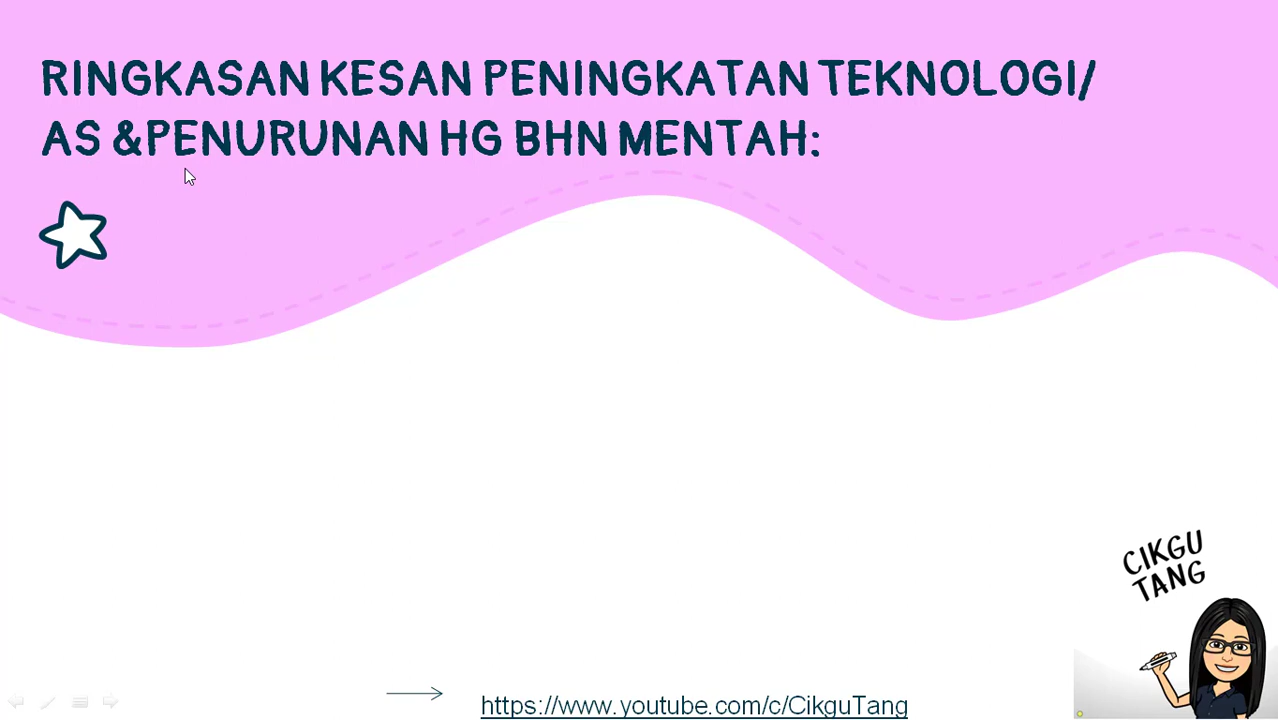 RINGKASAN KESAN PENINGKATAN TEKNOLOGI/
AS &PENURUNAN HG BHN MENTAH:
CIKGU
TANG
https://www.youtube.com/c/CikguTang